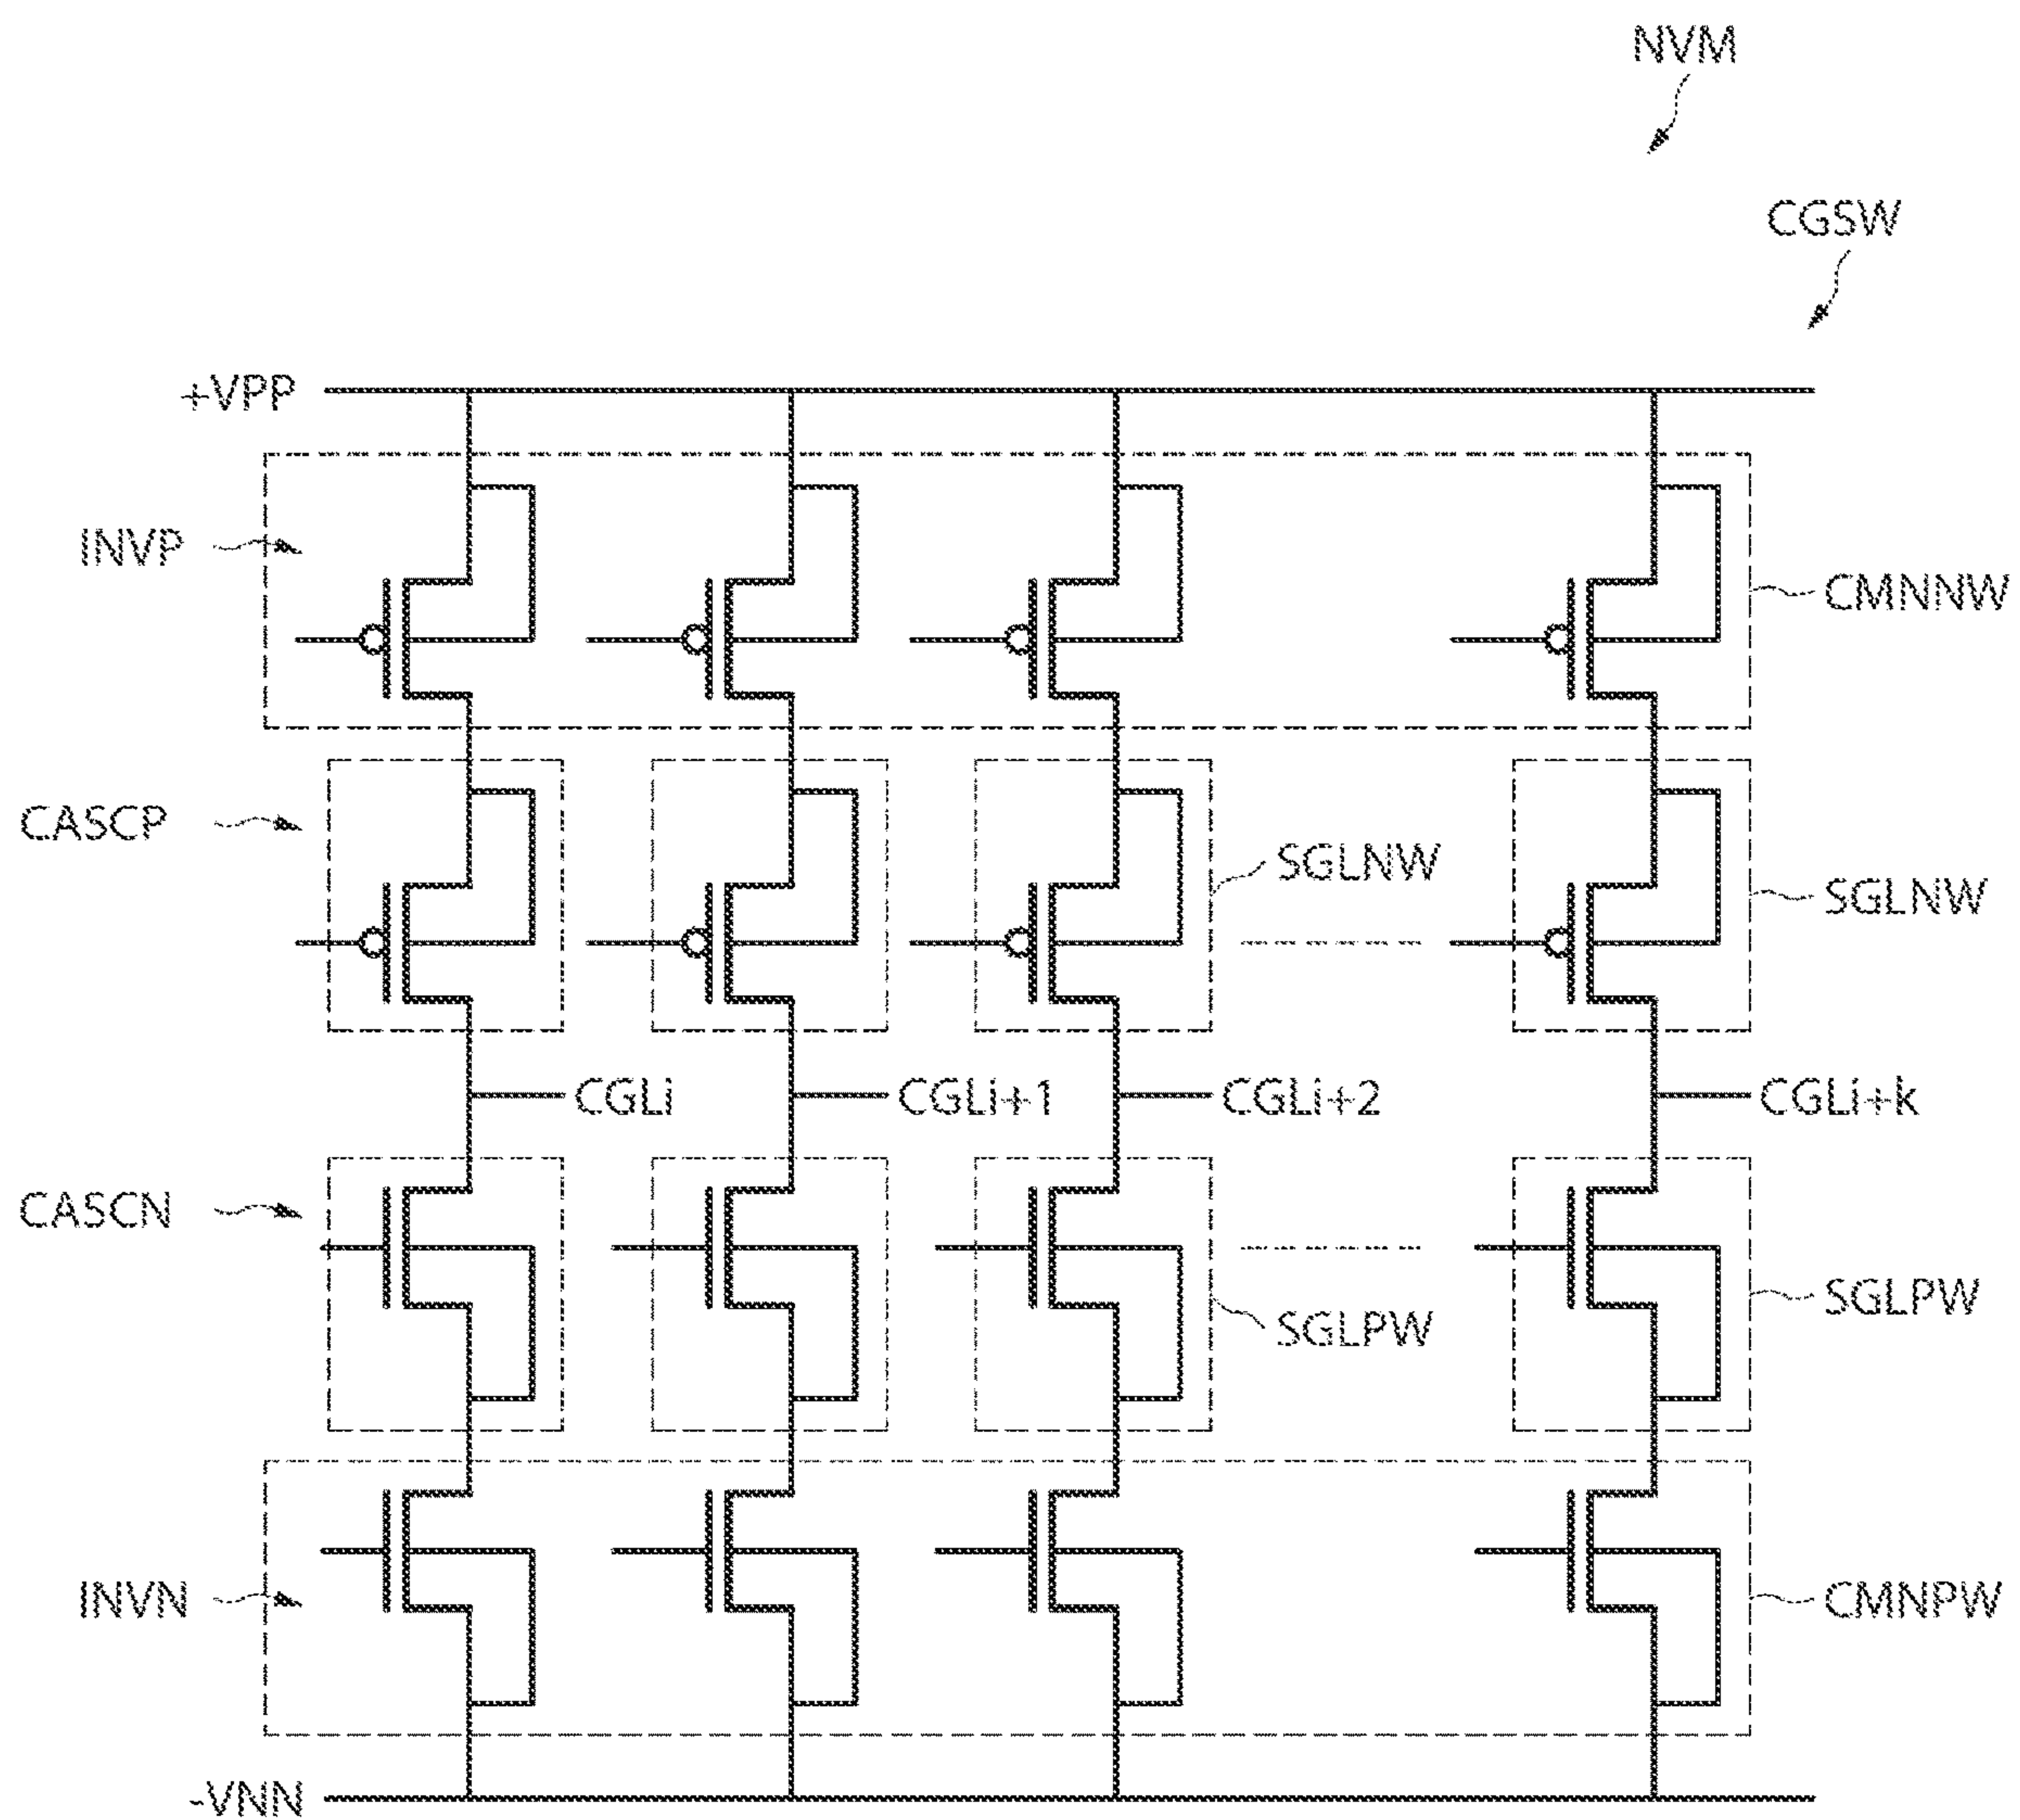 NVM
CGSW
+VPP
INVP
CMNNW
CASCP
SGLNW
SGLNW
CGLi
CGLi+1
CGLi+2
CGLi+k
CASCN
SGLPW
SGLPW
INVN
CMNPW
-VNN